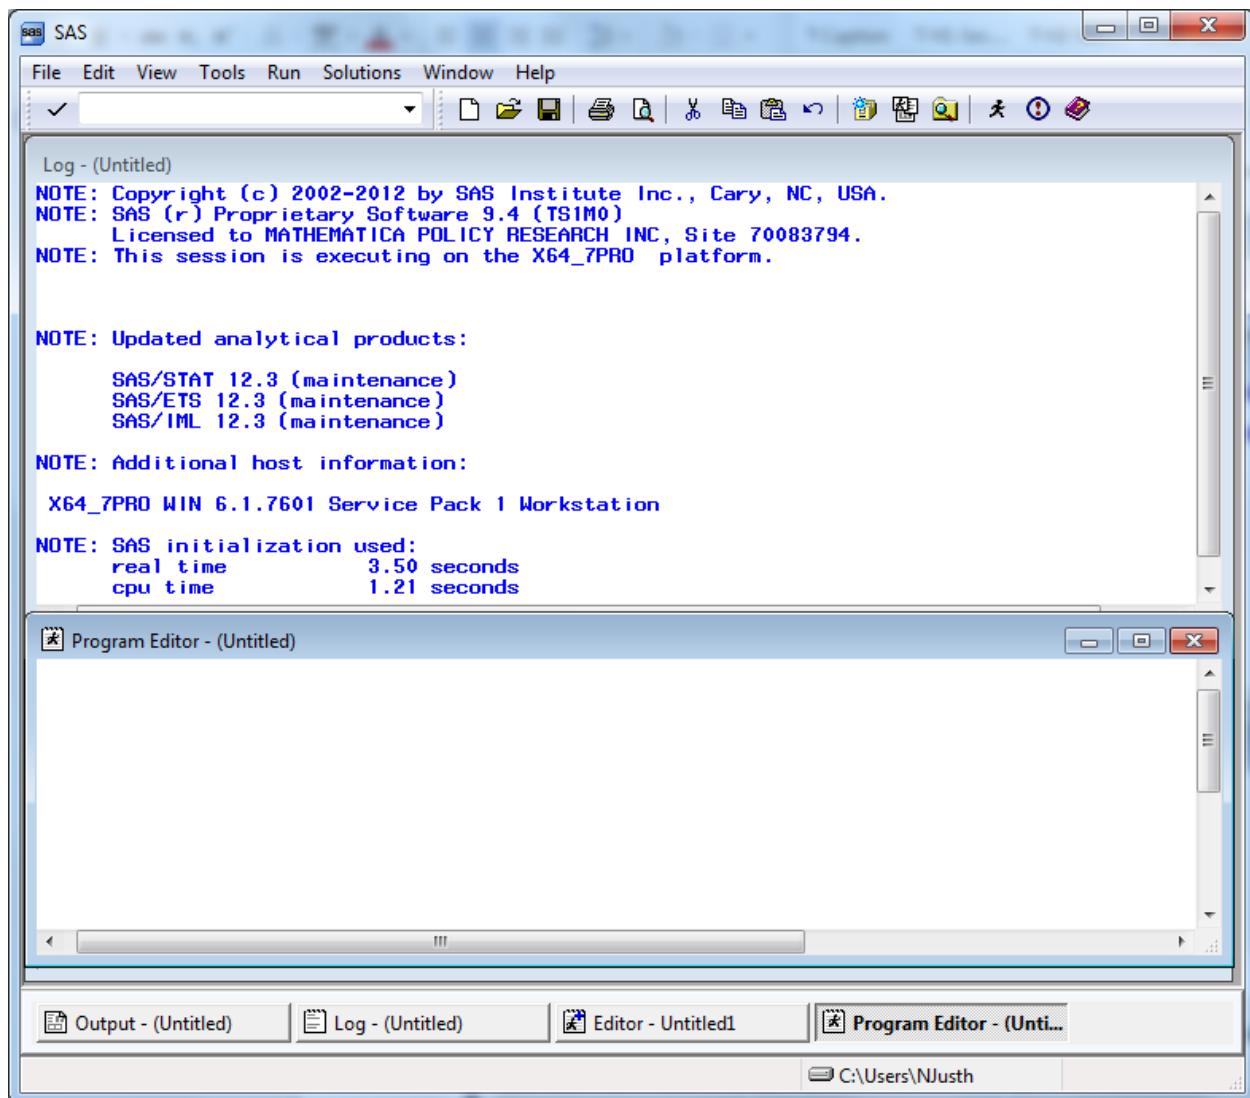 sas SAS
File Edit View Tools Run Solutions Window Help
Log - (Untitled)
NOTE: Copyright (c) 2002-2012 by SAS Institute Inc., Cary, NC, USA.
NOTE: SAS (r) Proprietary Software 9.4 (TS1M0)
Licensed to MATHEMATICA POLICY RESEARCH INC, Site 70083794.
NOTE: This session is executing on the X64_7PRO  platform.
NOTE: Updated analytical products:
SAS/STAT 12.3 (maintenance)
SAS/ETS 12.3 (maintenance)
SAS/IML 12.3 (maintenance)
NOTE: Additional host information:
X64_7PRO WIN 6.1.7601 Service Pack 1 Workstation
NOTE: SAS initialization used:
real time 3.50 seconds
cpu time 1.21 seconds
Program Editor - (Untitled)
Output - (Untitled) Log - (Untitled) Editor - Untitled1 Program Editor - (Unti...
C:\Users\NJusth